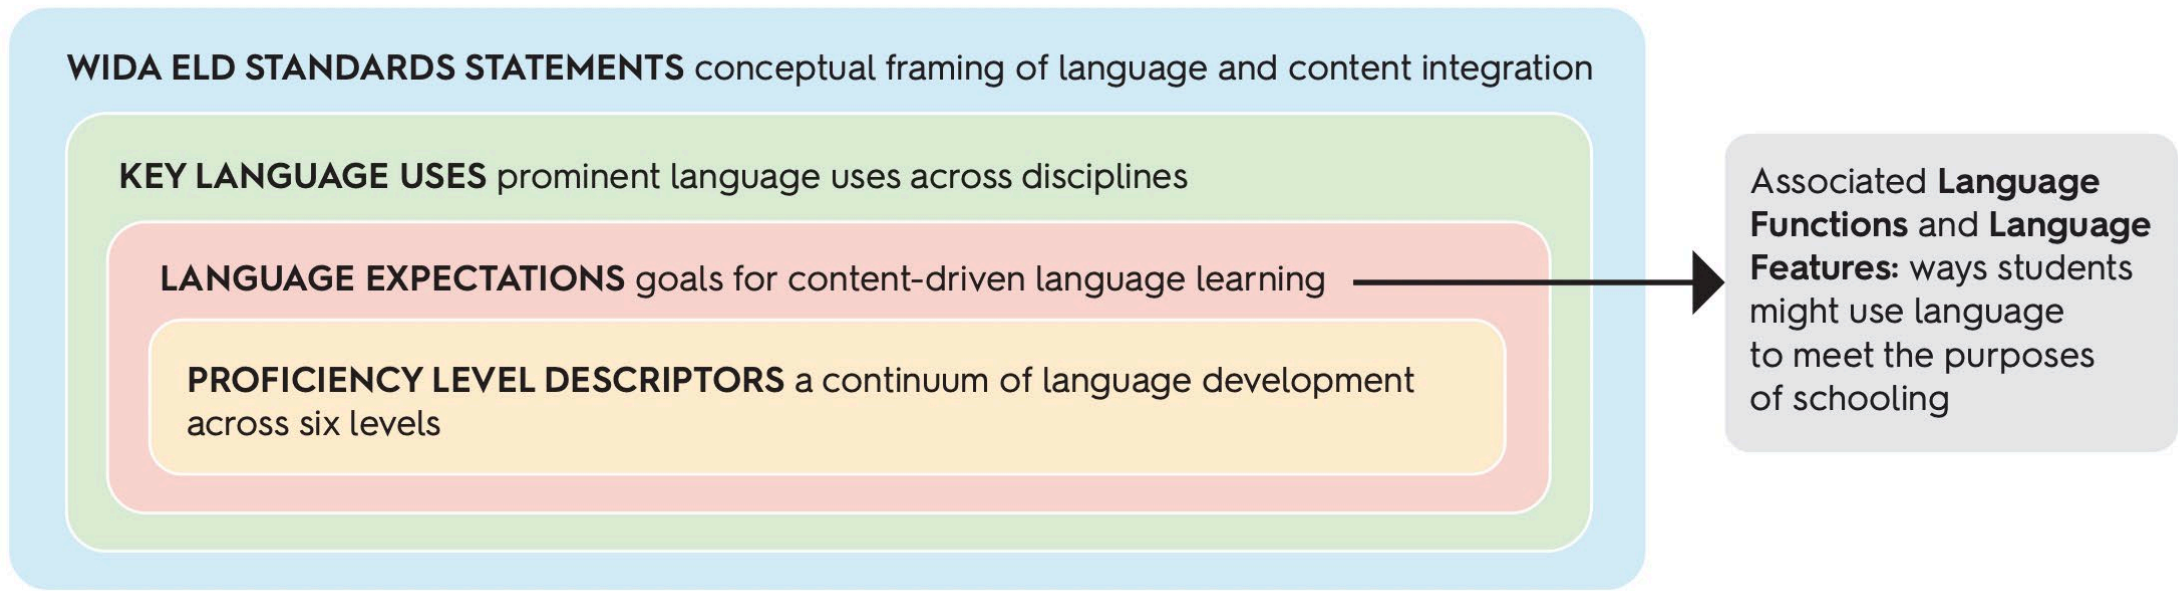 WIDA ELD STANDARDS STATEMENTS conceptual framing of language and content integration
KEY LANGUAGE USES prominent language uses across disciplines
LANGUAGE EXPECTATIONS goals for content-driven language learning
PROFICIENCY LEVEL DESCRIPTORS a continuum of language development
across six levels
Associated Language
Functions and Language
Features: ways students
might use language
to meet the purposes
of schooling